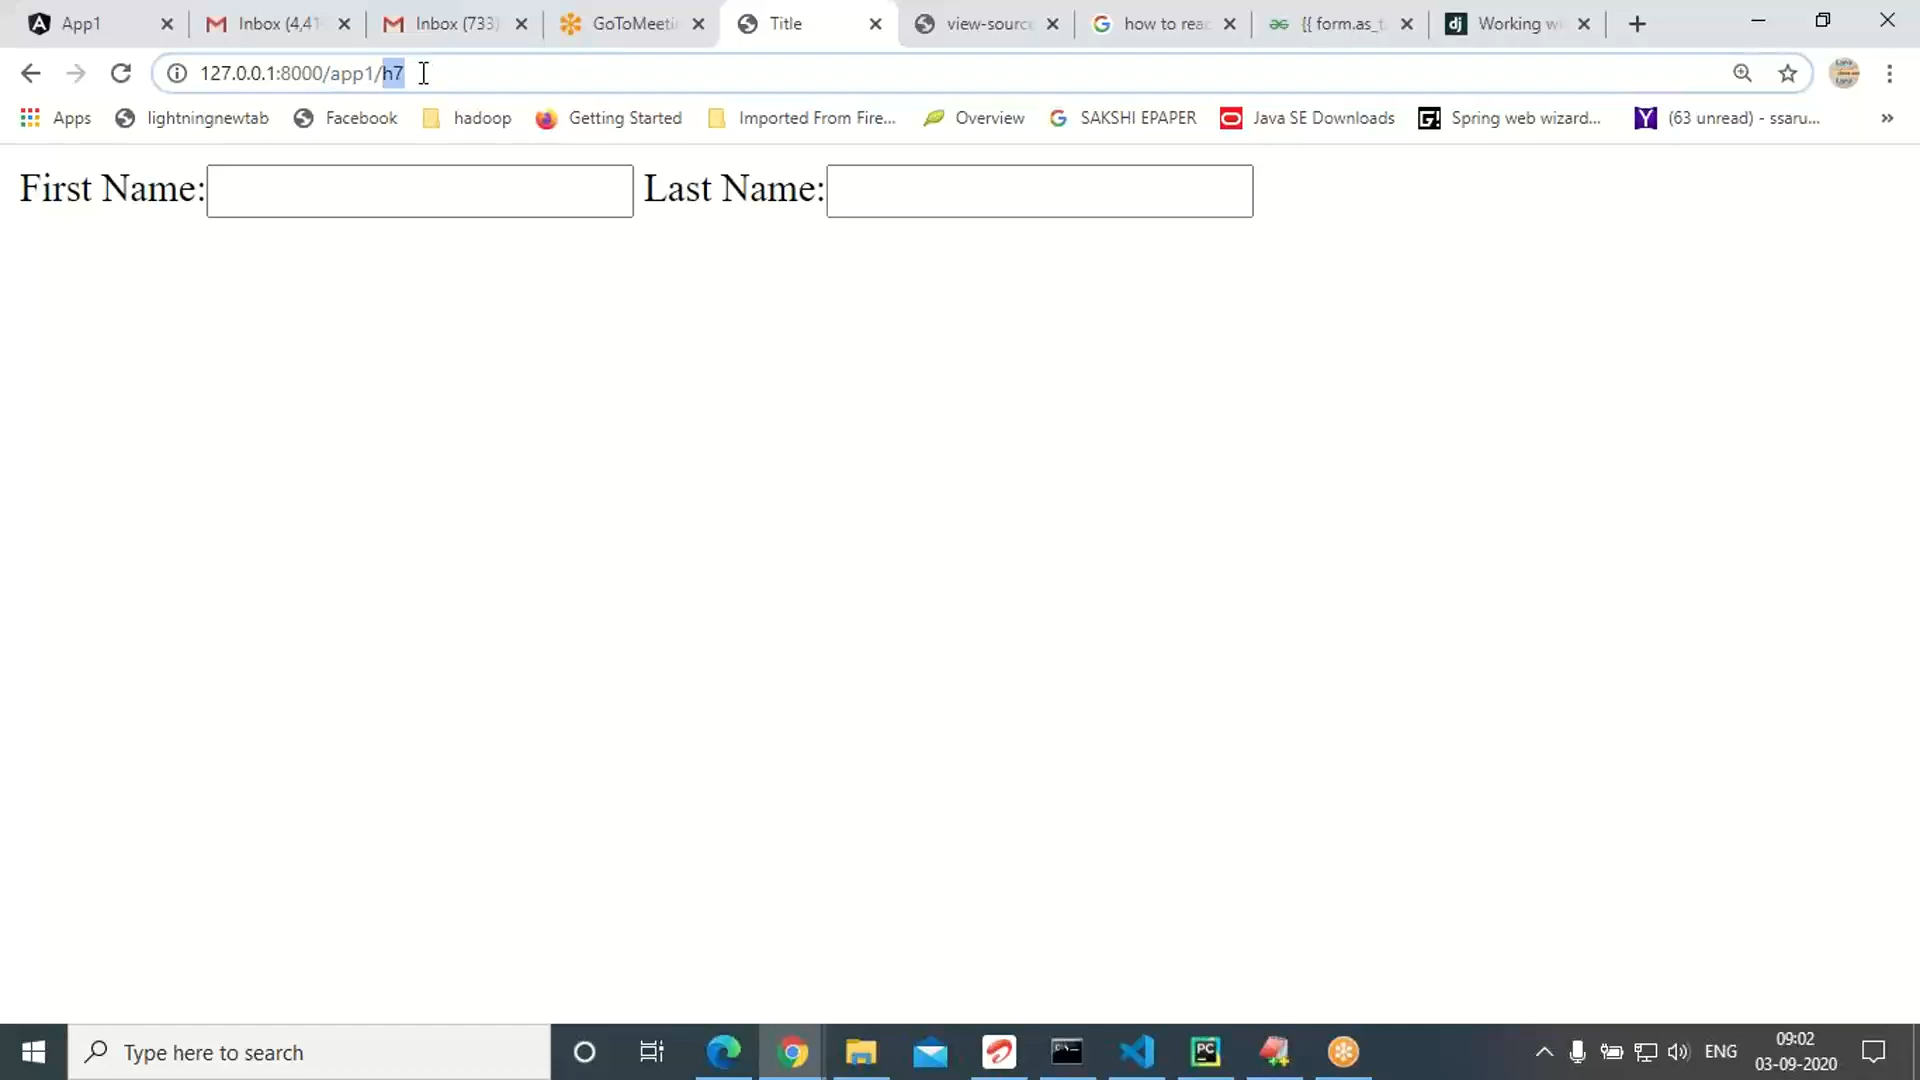 App1
Inbox (4,41
Inbox (733)
GoToMeeti
Title
view-source
how to rea
{{ form.as_t
Working w
127.0.0.1:8000/app1/h7
Apps
lightningnewtab
Facebook
hadoop
Getting Started
Imported From Fire...
Overview
SAKSHI EPAPER
Java SE Downloads
Spring web wizard...
(63 unread) - ssaru...
»
First Name:
Last Name:
Type here to search
ENG
09:02
03-09-2020